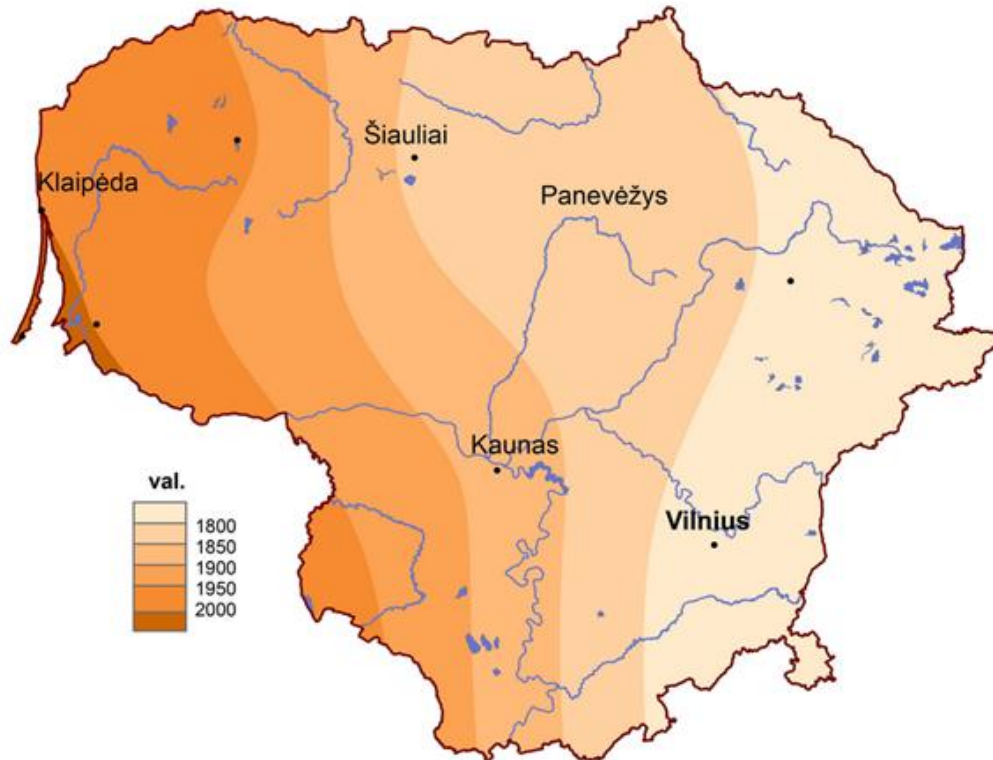 Šiauliai
Klaipėda
Panevėžys
Kaunas
val.
1800
1850
1900
1950
2000
Vilnius